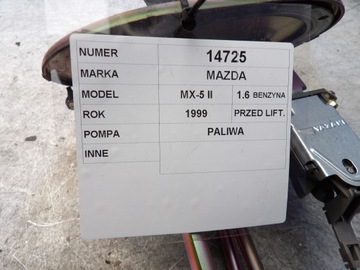 NUMER 14725
MARKA MAZDA
MODEL MX-5 II 1.6 BENZYNA
ROK 1999 PRZED LIFT.
POMPA PALIWA
INNE